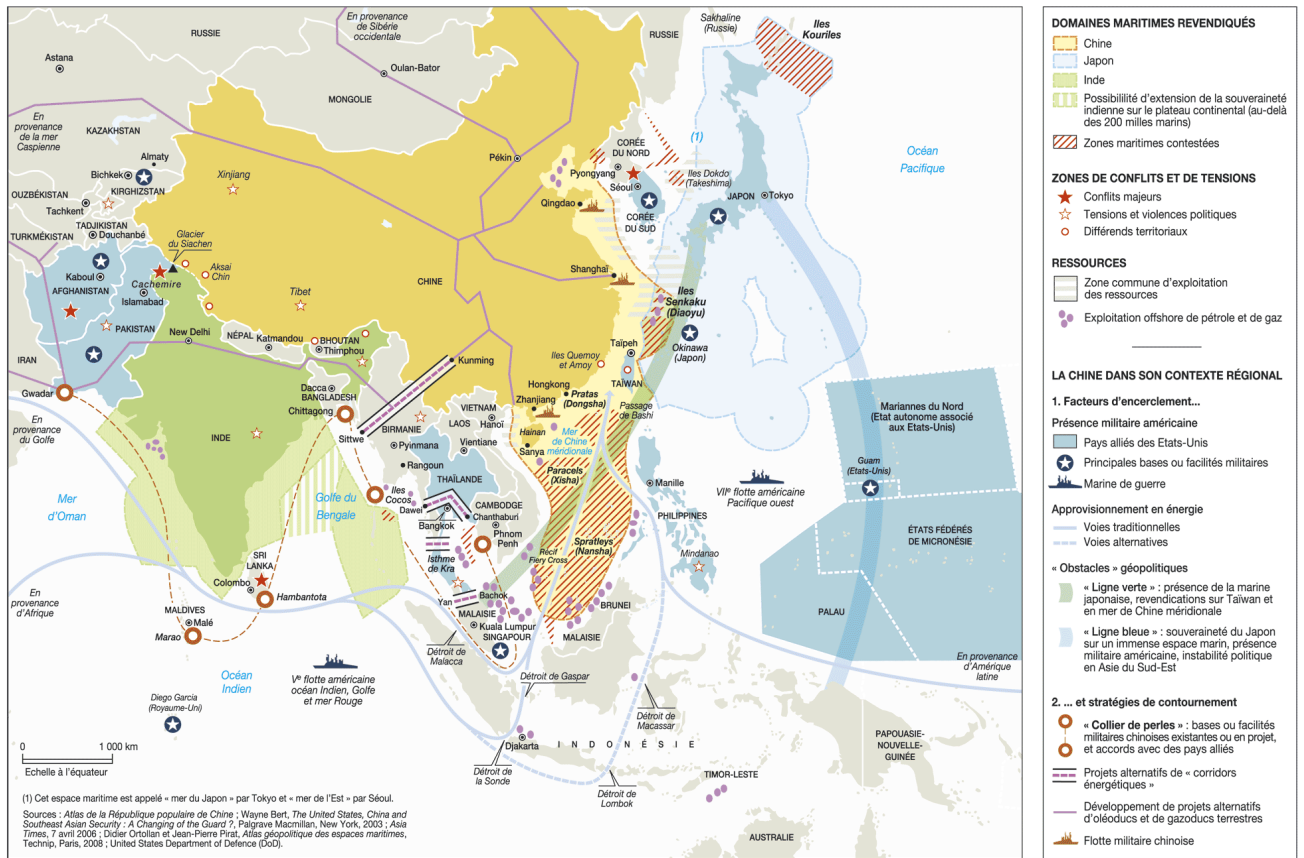 En provenance
de Sibérie
occidentale
RUSSIE
Sakhaline
(Russie)
Iles
Kouriles
RUSSIE
Astana
Oulan-Bator
MONGOLIE
En
provenance
de la mer
Caspienne
KAZAKHSTAN
Almaty
Bichkek
KIRGHIZSTAN
OUZBÉKISTAN
Tachkent
TADJIKISTAN
Douchanbé
TURKMÉKISTAN
Glacier
du Siachen
Xinjiang
Pékin
CORÉE
DU NORD
Pyongyang
Séoul
CORÉE
DU SUD
(1)
Iles Dokdo
(Takeshima)
JAPON
Tokyo
Océan
Pacifique
Qingdao
Kaboul
AFGHANISTAN
Cachemire
Islamabad
Aksai
Chin
Tibet
CHINE
Shanghaï
Iles
Senkaku
(Diaoyu)
PAKISTAN
IRAN
New Delhi
NÉPAL
Katmandou
BHOUTAN
Thimphou
Gwadar
Dacca
BANGLADESH
Chittagong
Kunming
Taïpeh
Iles Quemoy
et Amoy
TAÏWAN
Okinawa
(Japon)
Hongkong
Zhanjiang
Pratas
(Dongsha)
Passage
de Bashi
En
provenance
du Golfe
INDE
Sittwe
BIRMANIE
Pyinmana
Rangoun
VIETNAM
Hanoï
LAOS
Vientiane
Hainan
Sanya
Mer
de Chine
méridionale
Mariannes du Nord
(Etat autonome associé
aux Etats-Unis)
Guam
(Etats-Unis)
Mer
d'Oman
Golfe du
Bengale
Iles
Cocos
THAÏLANDE
Dawei
Bangkok
CAMBODGE
Chanthaburi
Phnom
Penh
Paracels
(Xisha)
Manille
PHILIPPINES
VIIe flotte américaine
Pacifique ouest
ÉTATS FÉDÉRÉS
DE MICRONÉSIE
SRI
LANKA
Colombo
Hambantota
Isthme
de Kra
Récif
Fiery Cross
Spratleys
(Nansha)
Mindanao
En
provenance
d'Afrique
MALDIVES
Malé
Marao
Yan
Bachok
MALAISIE
Kuala Lumpur
SINGAPOUR
BRUNEI
MALAISIE
PALAU
Océan
Indien
Ve flotte américaine
océan Indien, Golfe
et mer Rouge
Détroit de
Malacca
Détroit de Gaspar
En provenance
d'Amérique
latine
Diego Garcia
(Royaume-Uni)
Détroit de
Macassar
Djakarta
INDONÉSIE
Détroit de
la Sonde
Détroit de
Lombok
PAPOUASIE-
NOUVELLE-
GUINÉE
TIMOR-LESTE
AUSTRALIE
0 1 000 km
Echelle à l'équateur
(1) Cet espace maritime est appelé « mer du Japon » par Tokyo et « mer de l'Est » par Séoul.
Sources : Atlas de la République populaire de Chine ; Wayne Bert, The United States, China and
Southeast Asian Security : A Changing of the Guard ?, Palgrave Macmillan, New York, 2003 ; Asia
Times, 7 avril 2006 ; Didier Ortollan et Jean-Pierre Pirat, Atlas géopolitique des espaces maritimes,
Technip, Paris, 2008 ; United States Department of Defence (DoD).
DOMAINES MARITIMES REVENDIQUÉS
Chine
Japon
Inde
Possibililité d'extension de la souveraineté
indienne sur le plateau continental (au-delà
des 200 milles marins)
Zones maritimes contestées
ZONES DE CONFLITS ET DE TENSIONS
Conflits majeurs
Tensions et violences politiques
Différends territoriaux
RESSOURCES
Zone commune d'exploitation
des ressources
Exploitation offshore de pétrole et de gaz
LA CHINE DANS SON CONTEXTE RÉGIONAL
1. Facteurs d'encerclement...
Présence militaire américaine
Pays alliés des Etats-Unis
Principales bases ou facilités militaires
Marine de guerre
Approvisionnement en énergie
Voies traditionnelles
Voies alternatives
« Obstacles » géopolitiques
« Ligne verte » : présence de la marine
japonaise, revendications sur Taïwan et
en mer de Chine méridionale
« Ligne bleue » : souveraineté du Japon
sur un immense espace marin, présence
militaire américaine, instabilité politique
en Asie du Sud-Est
2. ... et stratégies de contournement
« Collier de perles » : bases ou facilités
militaires chinoises existantes ou en projet,
et accords avec des pays alliés
Projets alternatifs de « corridors
énergétiques »
Développement de projets alternatifs
d'oléoducs et de gazoducs terrestres
Flotte militaire chinoise